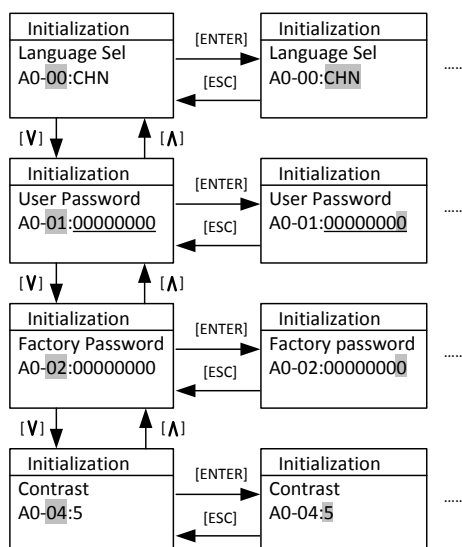 Initialization
Language Sel
A0-00:CHN
[ENTER]
[ESC]
Initialization
Language Sel
A0-00:CHN
.....
[V]
[Λ]
Initialization
User Password
A0-01:00000000
[ENTER]
[ESC]
Initialization
User Password
A0-01:00000000
.....
[V]
[Λ]
Initialization
Factory Password
A0-02:00000000
[ENTER]
[ESC]
Initialization
Factory password
A0-02:00000000
.....
[V]
[Λ]
Initialization
Contrast
A0-04:5
[ENTER]
[ESC]
Initialization
Contrast
A0-04:5
.....